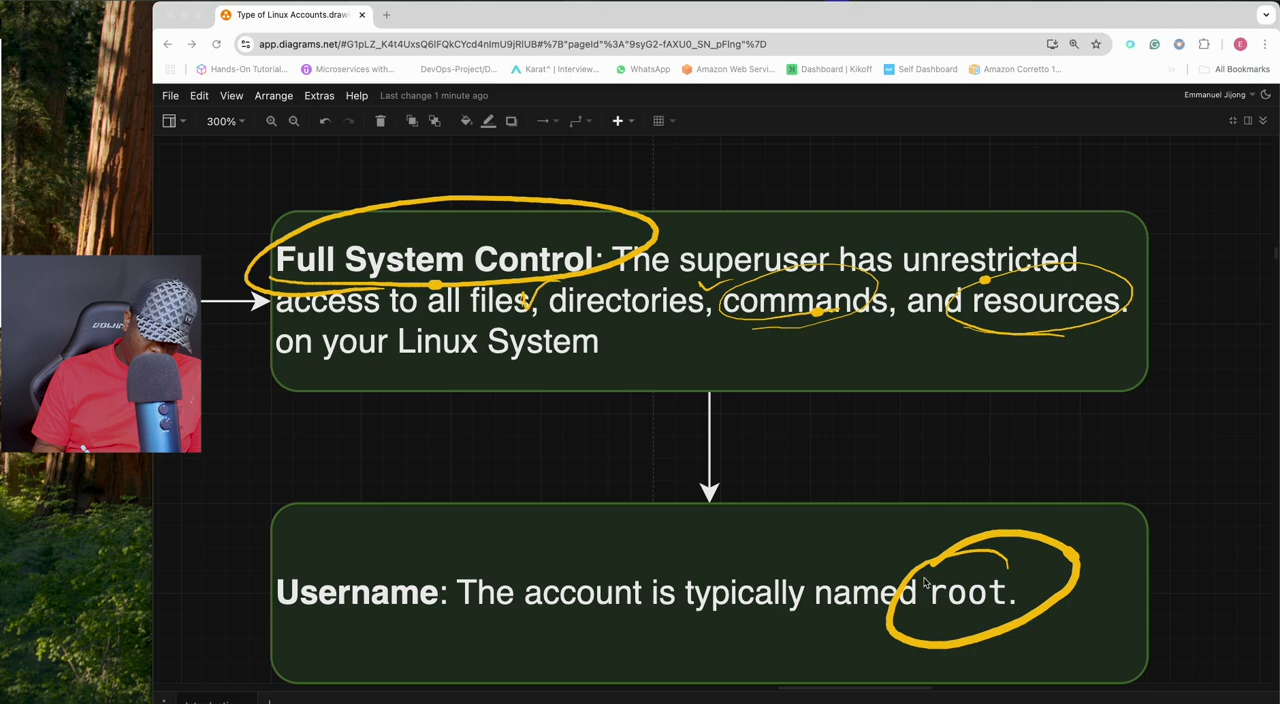 Type of Linux Accounts.draw
app.diagrams.net/#G1pLZ_K4t4UxsQ6IFQkCYcd4nImU9jRIUB#%7B"pageId"%3A"9syG2-fAXU0_SN_pFIng"%7D
Hands-On Tutorial... Microservices with... DevOps-Project/D... Karat^ | Interview... WhatsApp Amazon Web Servi... Dashboard | Kikoff Self Dashboard Amazon Corretto 1... All Bookmarks
File Edit View Arrange Extras Help Last change 1 minute ago Emmanuel Jijong
300%
Full System Control: The superuser has unrestricted
access to all files, directories, commands, and resources.
on your Linux System
Username: The account is typically named root.